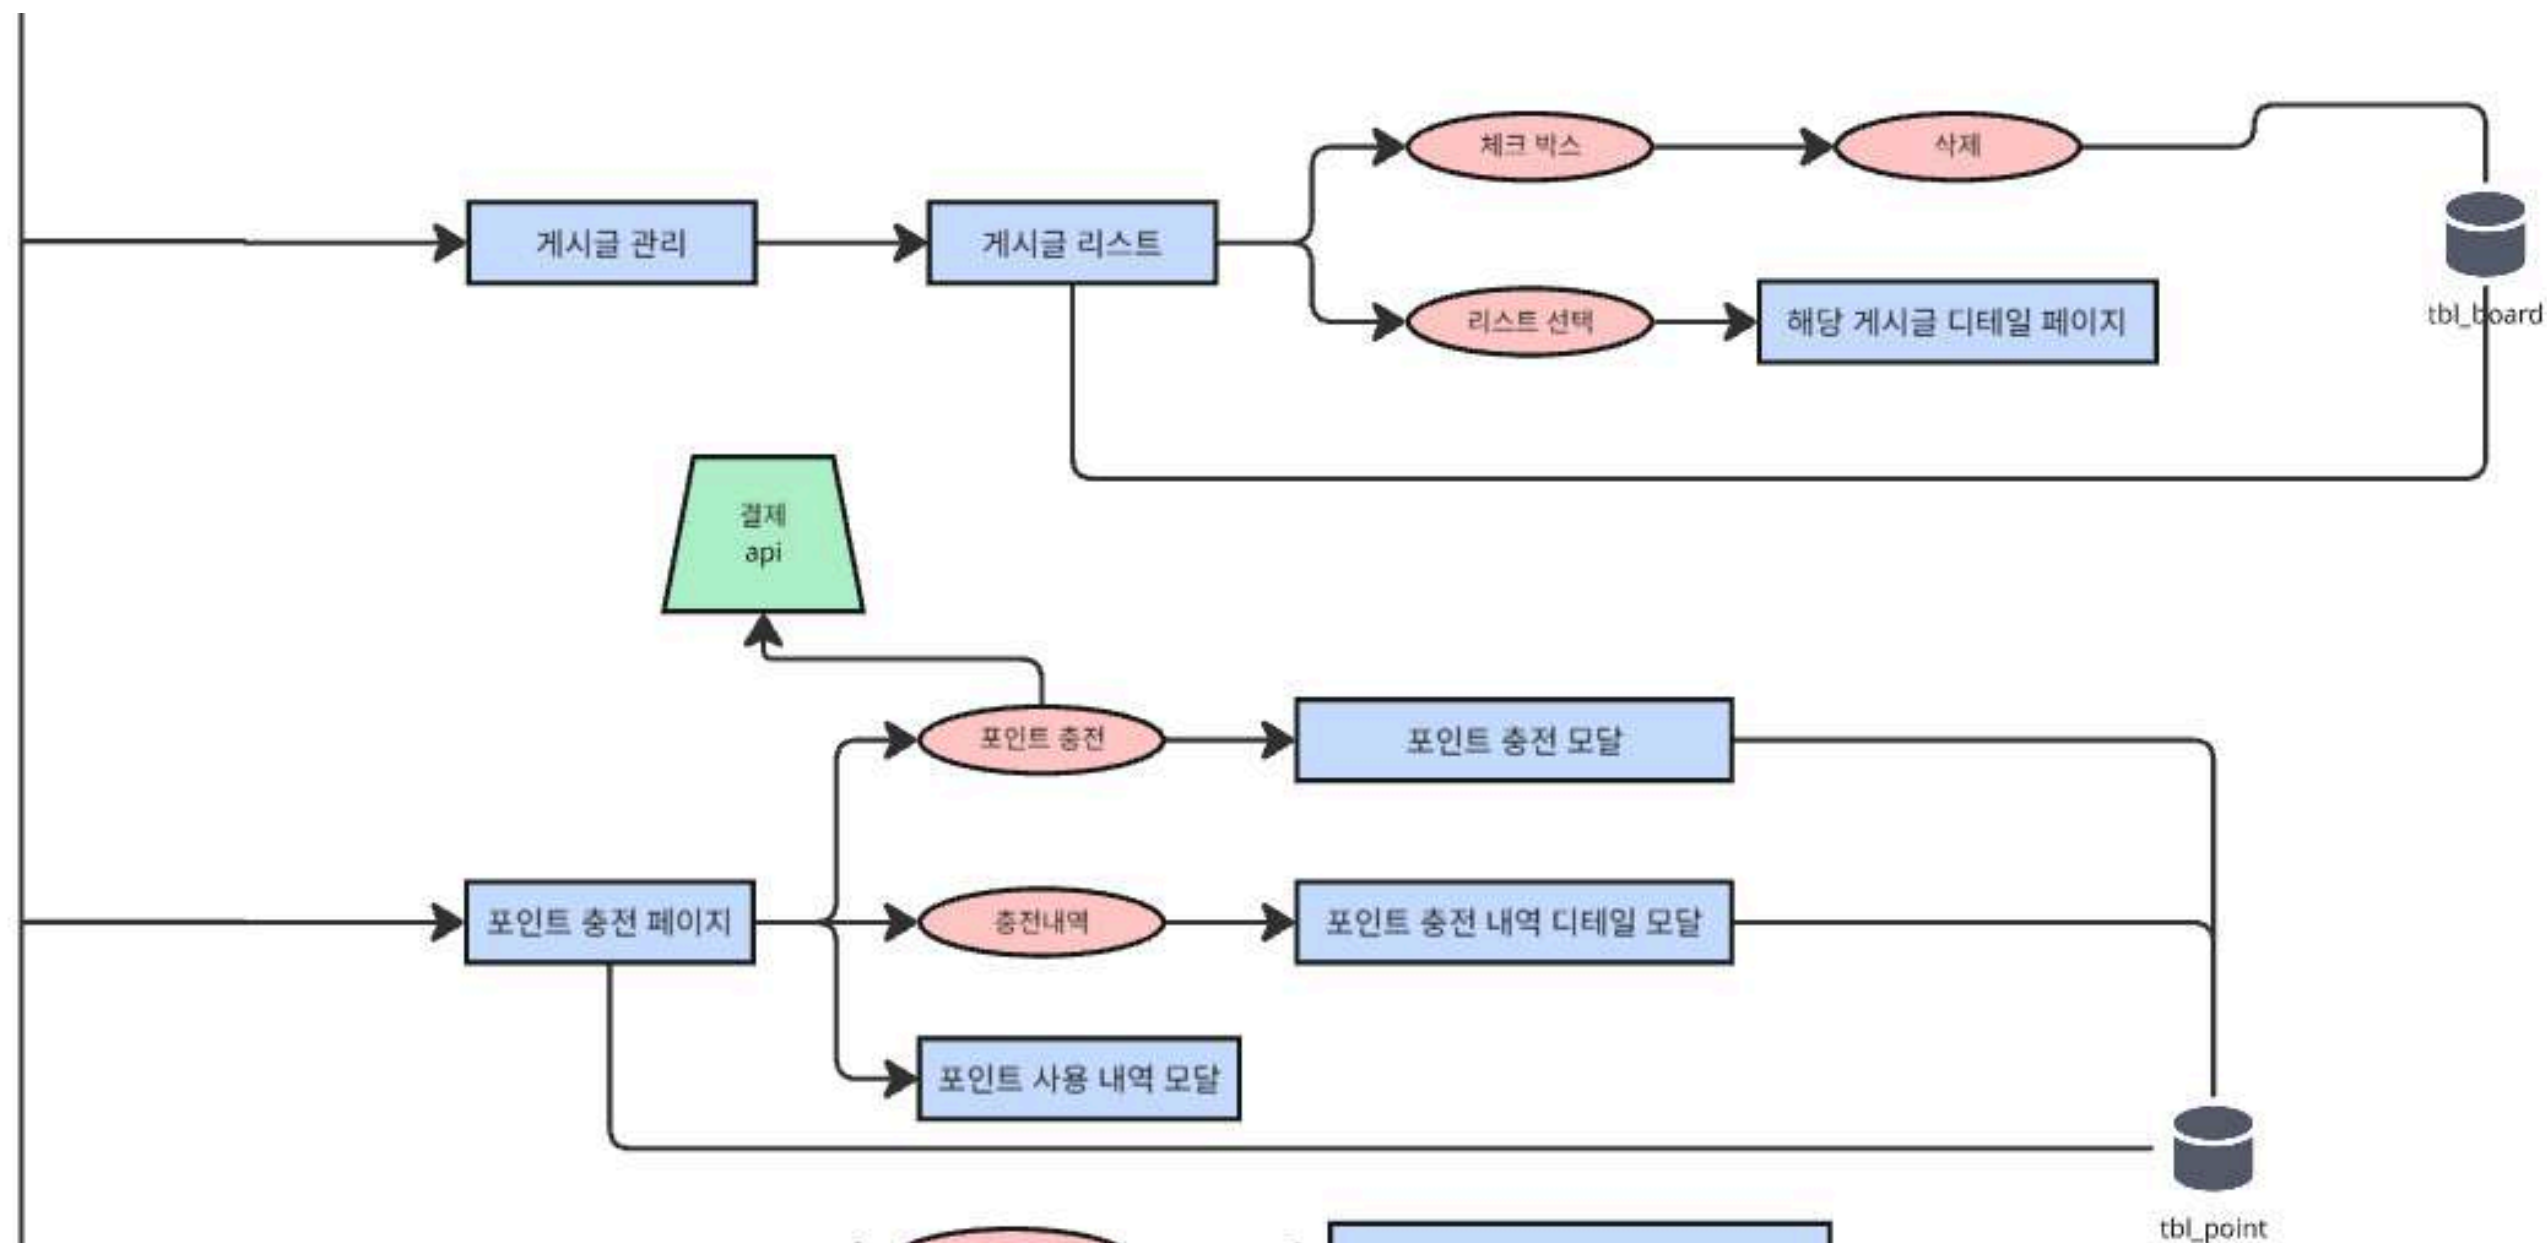 체크 박스
삭제
게시글 관리
게시글 리스트
리스트 선택
해당 게시글 디테일 페이지
tbl_board
결제
api
포인트 충전
포인트 충전 모달
포인트 충전 페이지
충전내역
포인트 충전 내역 디테일 모달
포인트 사용 내역 모달
tbl_point